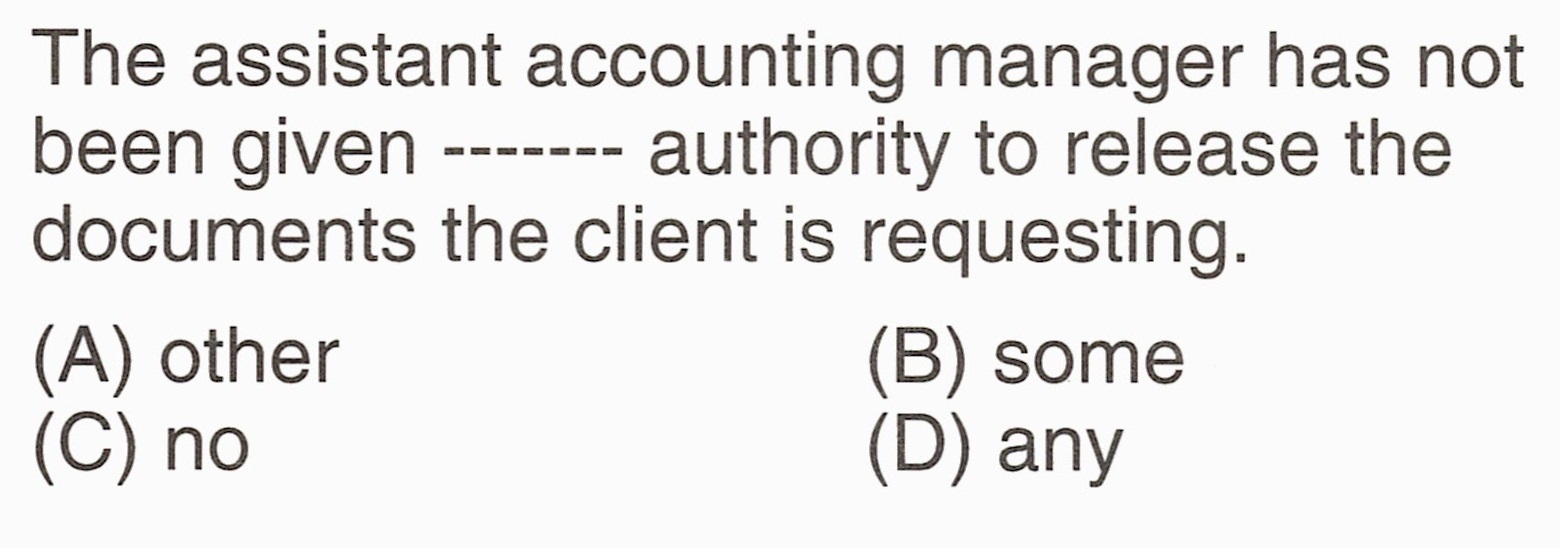 The assistant accounting manager has not
been given ------- authority to release the
documents the client is requesting.
(A) other (B) some
(C) no (D) any